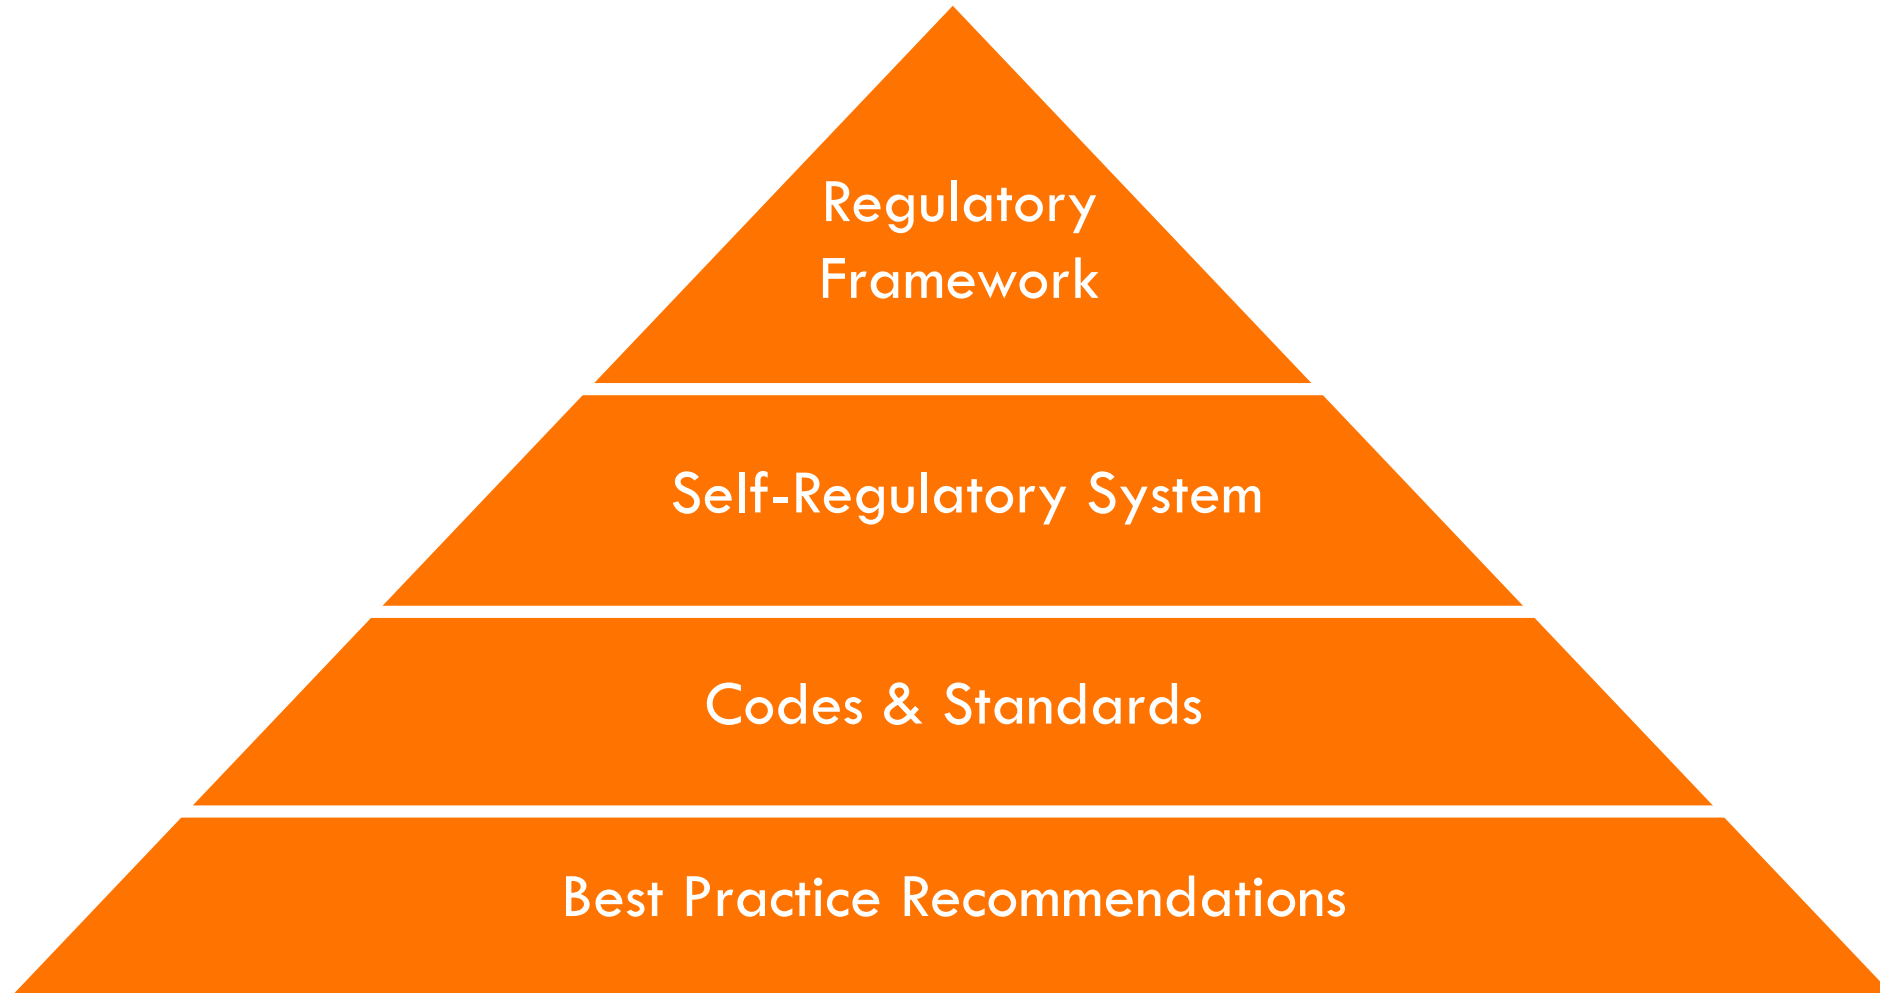 Regulatory
Framework
Self-Regulatory System
Codes & Standards
Best Practice Recommendations